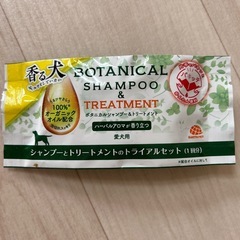 香る犬
BOTANICAL
SHAMPOO
&
TREATMENT
ボタニカルシャンプー&トリートメント
100%
オーガニック
オイル配合
ハーバルアロマが香り立つ
愛犬用
シャンプーとトリートメントのトライアルセット(1回分)